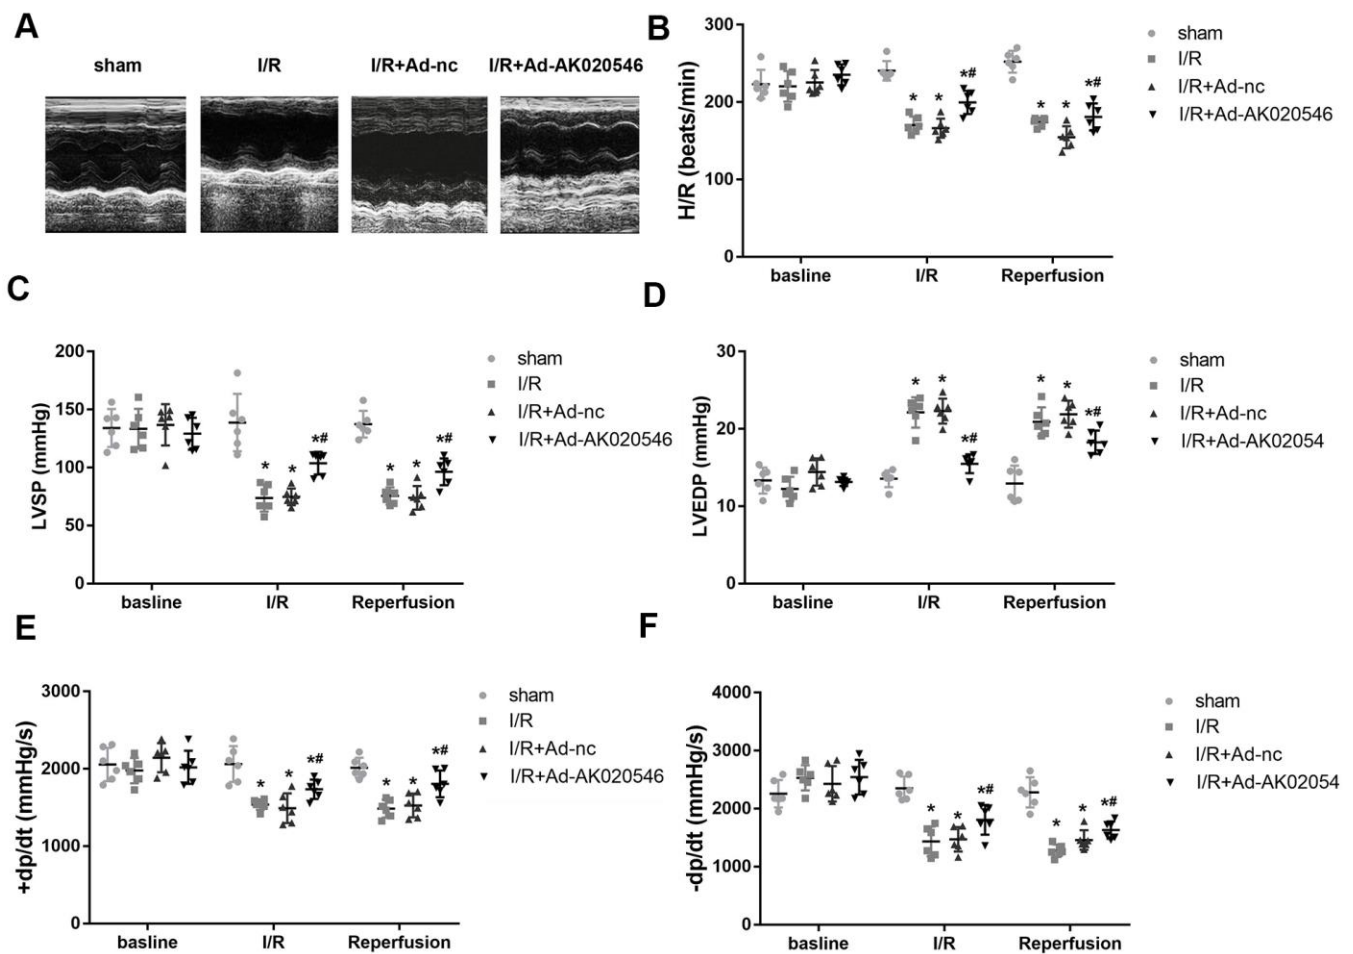 A
sham
I/R
I/R+Ad-nc
I/R+Ad-AK020546
B
H/R (beats/min)
300
200
100
0
*
*
*#
*
*
*#
basline
I/R
Reperfusion
sham
I/R
I/R+Ad-nc
I/R+Ad-AK020546
C
LVSP (mmHg)
200
150
100
50
0
*
*
*#
*
*
*#
basline
I/R
Reperfusion
sham
I/R
I/R+Ad-nc
I/R+Ad-AK020546
D
LVEDP (mmHg)
30
20
10
0
*
*
*#
*
*
*#
basline
I/R
Reperfusion
sham
I/R
I/R+Ad-nc
I/R+Ad-AK02054
E
+dp/dt (mmHg/s)
3000
2000
1000
0
*
*
*#
*
*
*#
basline
I/R
Reperfusion
sham
I/R
I/R+Ad-nc
I/R+Ad-AK020546
F
-dp/dt (mmHg/s)
4000
3000
2000
1000
0
*
*
*#
*
*
*#
basline
I/R
Reperfusion
sham
I/R
I/R+Ad-nc
I/R+Ad-AK02054